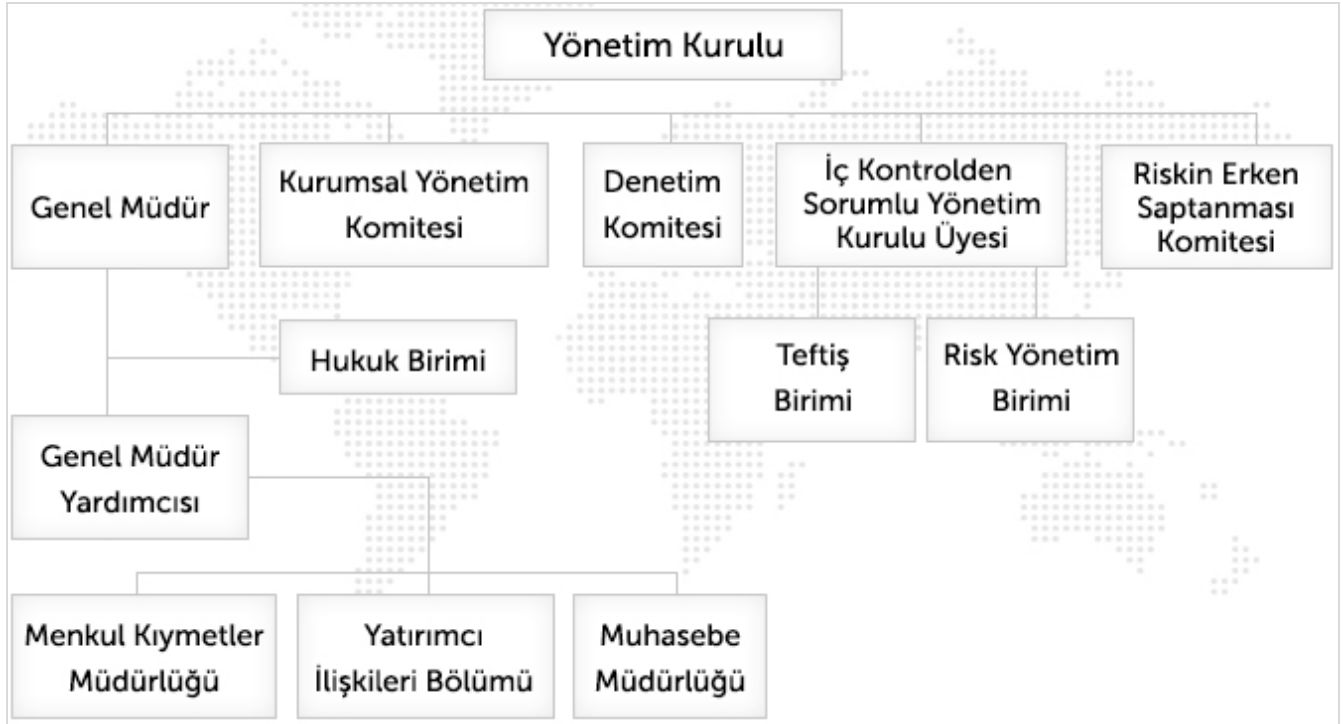 Yönetim Kurulu
Genel Müdür
Kurumsal Yönetim
Komitesi
Denetim
Komitesi
İç Kontrolden
Sorumlu Yönetim
Kurulu Üyesi
Riskin Erken
Saptanması
Komitesi
Hukuk Birimi
Teftiş
Birimi
Risk Yönetim
Birimi
Genel Müdür
Yardımcısı
Menkul Kıymetler
Müdürlüğü
Yatırımcı
İlişkileri Bölümü
Muhasebe
Müdürlüğü